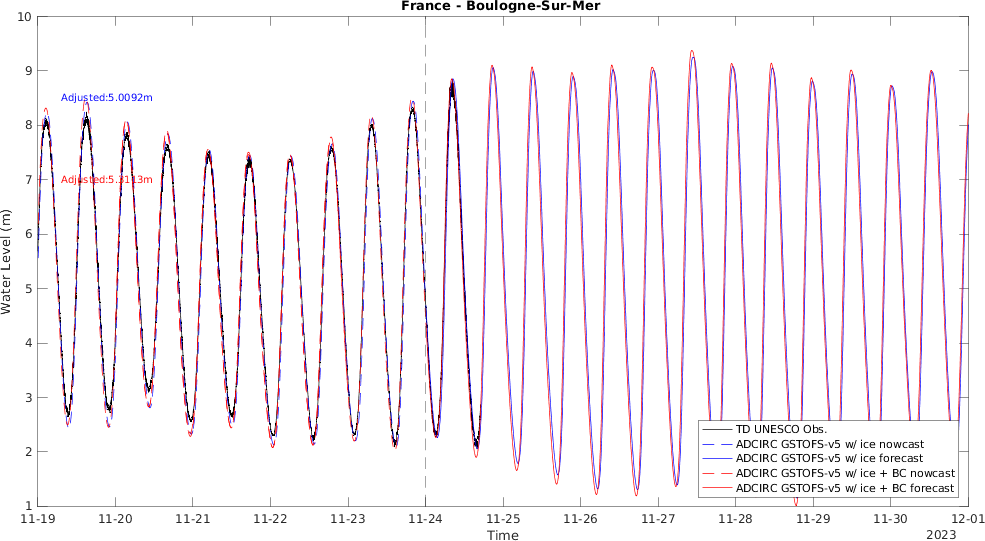 France - Boulogne-Sur-Mer
Water Level (m)
10
9
8
7
6
5
4
3
2
1
Adjusted:5.0092m
Adjusted:5.3113m
TD UNESCO Obs.
ADCIRC GSTOFS-v5 w/ ice nowcast
ADCIRC GSTOFS-v5 w/ ice forecast
ADCIRC GSTOFS-v5 w/ ice + BC nowcast
ADCIRC GSTOFS-v5 w/ ice + BC forecast
11-19 11-20 11-21 11-22 11-23 11-24 11-25 11-26 11-27 11-28 11-29 11-30 12-01
Time
2023